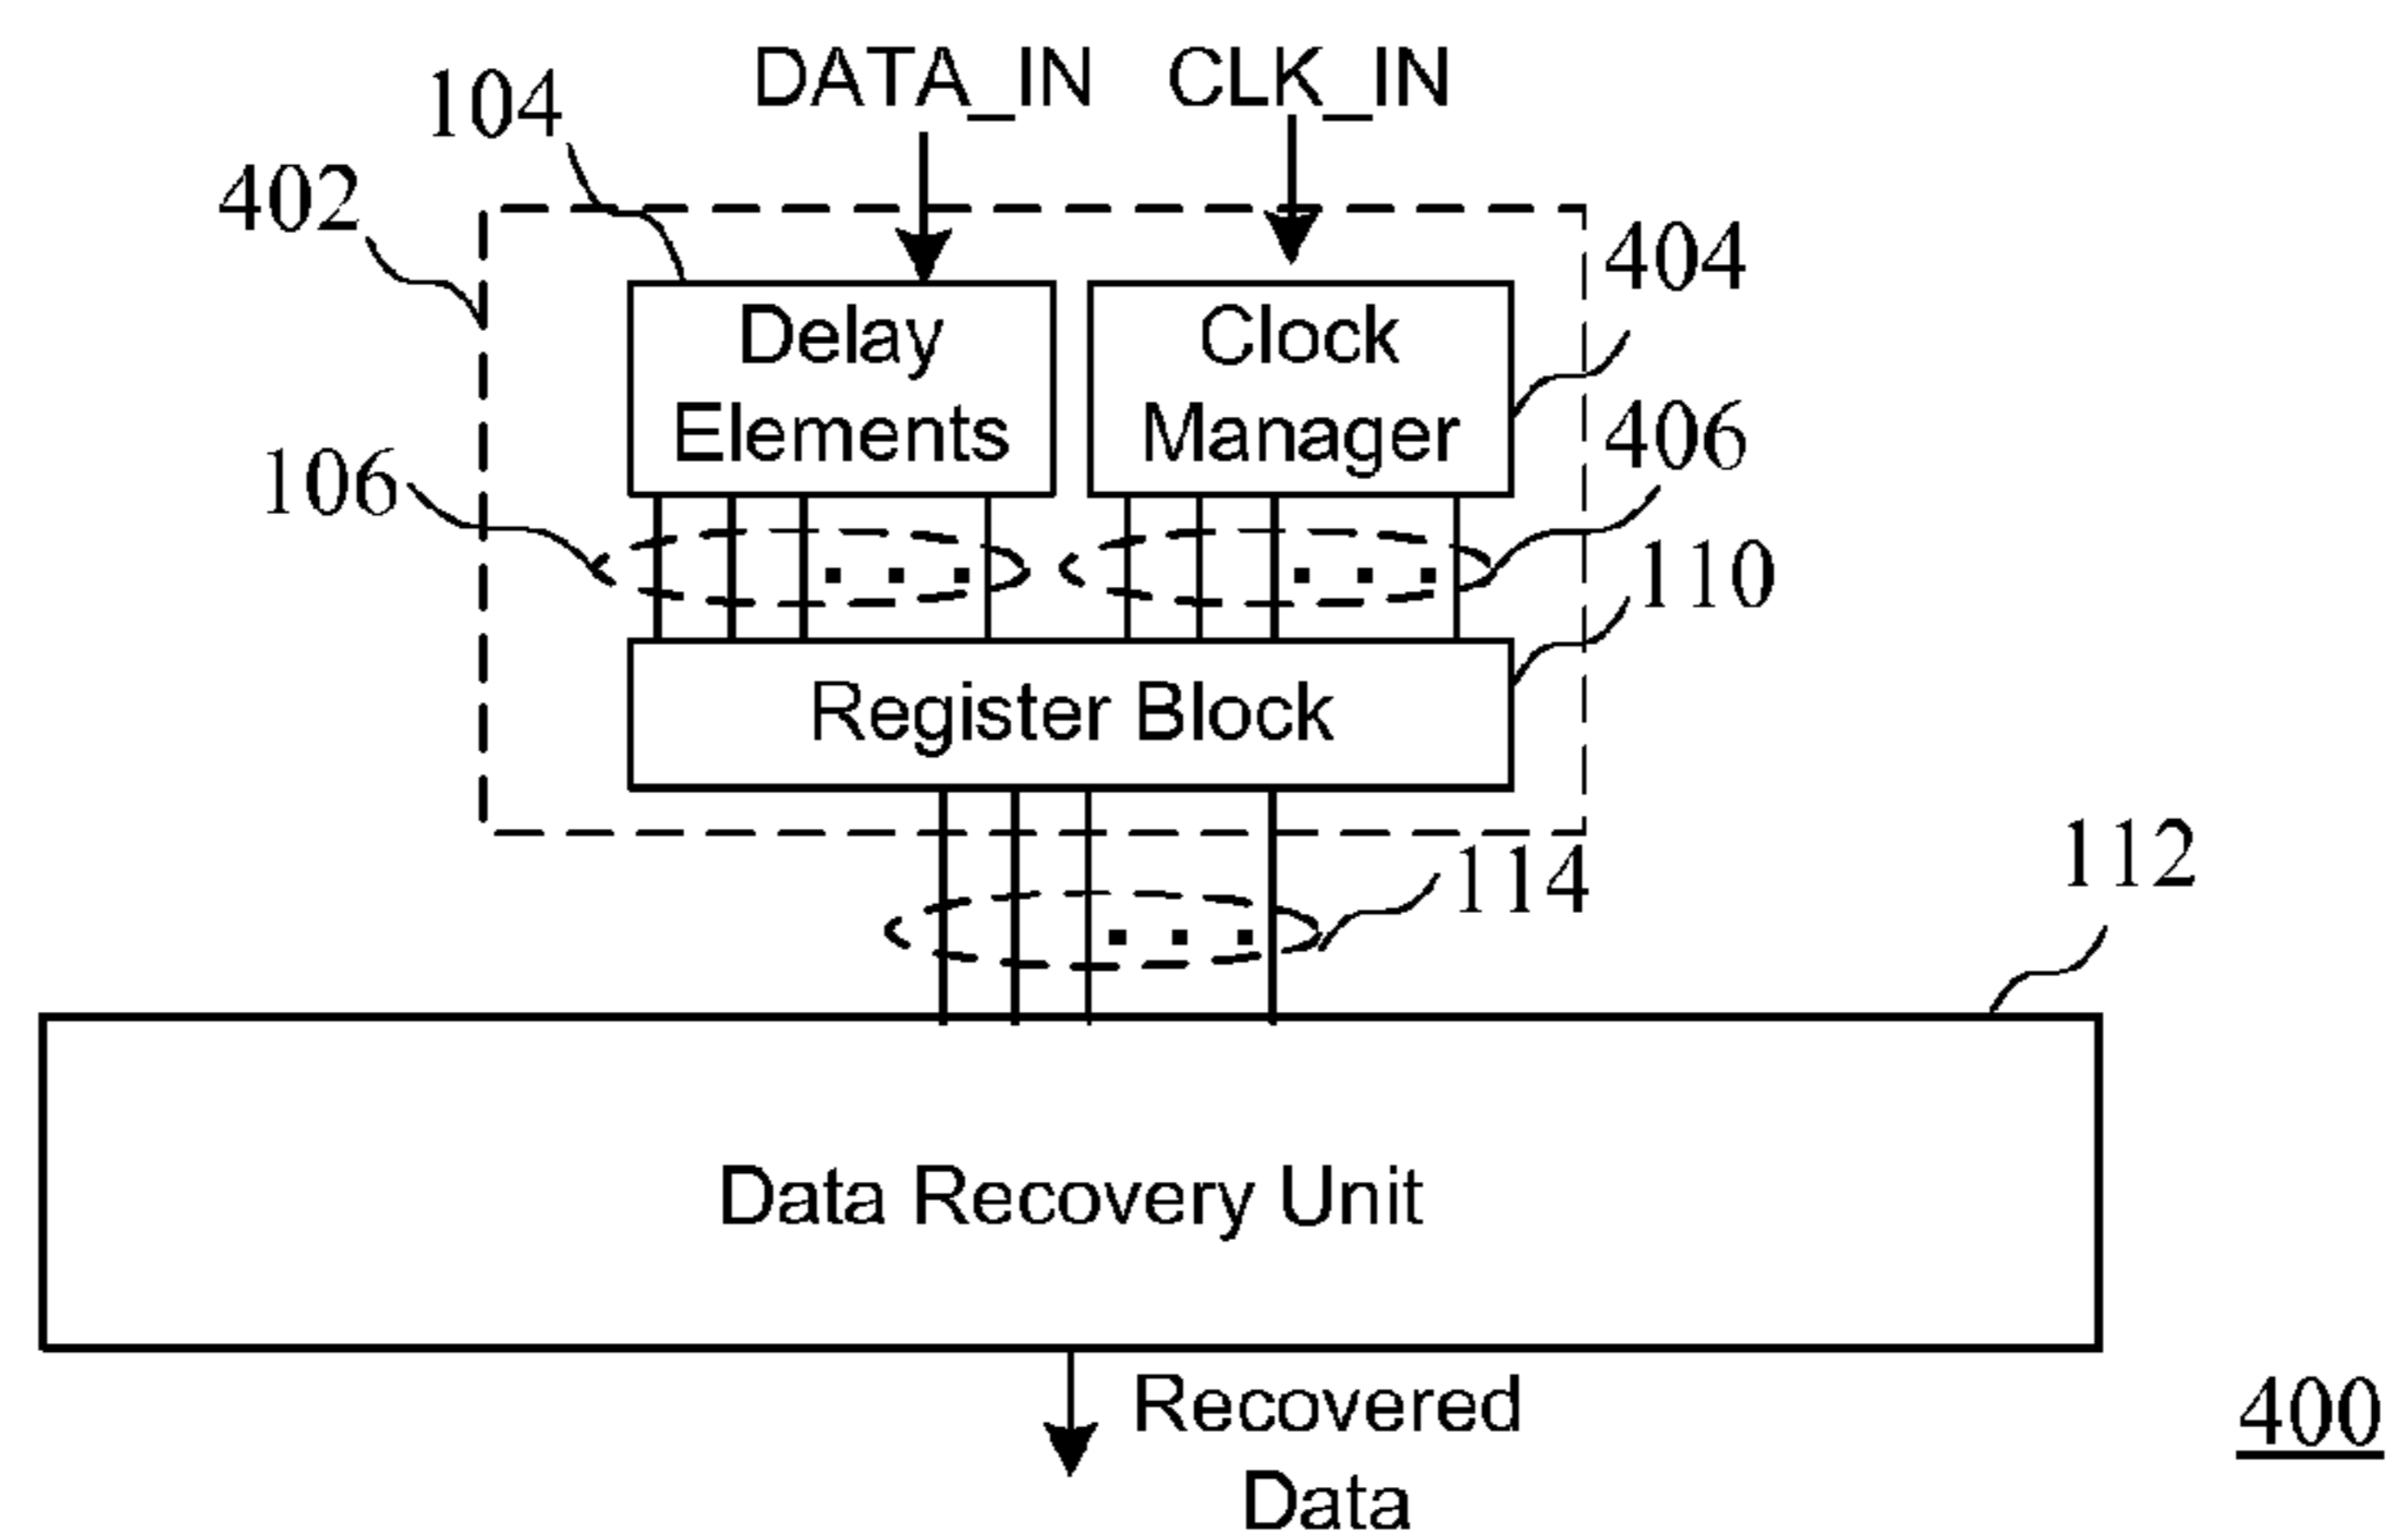 DATA_IN CLK_IN
104
402
Delay
Elements
Clock
Manager
404
406
106
110
Register Block
114
112
Data Recovery Unit
Recovered
Data
400